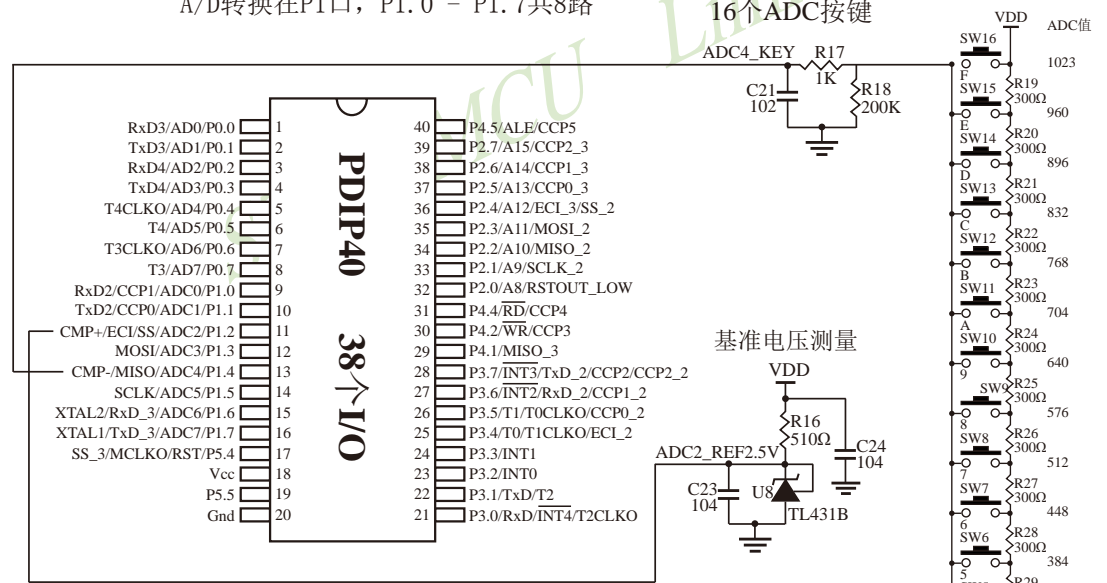 A/D转换在P1口, P1.0 - P1.7共8路
MCU Lim
16个ADC按键
VDD
ADC值
ADC4_KEY
R17
1K
C21
102
R18
200K
SW16
1023
F
R19
300Ω
SW15
960
E
R20
300Ω
SW14
896
D
R21
300Ω
SW13
832
C
R22
300Ω
SW12
768
B
R23
300Ω
SW11
704
A
R24
300Ω
SW10
640
9
R25
300Ω
SW9
576
8
R26
300Ω
SW8
512
7
R27
300Ω
SW7
448
6
R28
300Ω
SW6
384
5
R29
PDIP40 38个I/O
RxD3/AD0/P0.0 1
TxD3/AD1/P0.1 2
RxD4/AD2/P0.2 3
TxD4/AD3/P0.3 4
T4CLKO/AD4/P0.4 5
T4/AD5/P0.5 6
T3CLKO/AD6/P0.6 7
T3/AD7/P0.7 8
RxD2/CCP1/ADC0/P1.0 9
TxD2/CCP0/ADC1/P1.1 10
CMP+/ECI/SS/ADC2/P1.2 11
MOSI/ADC3/P1.3 12
CMP-/MISO/ADC4/P1.4 13
SCLK/ADC5/P1.5 14
XTAL2/RxD_3/ADC6/P1.6 15
XTAL1/TxD_3/ADC7/P1.7 16
SS_3/MCLKO/RST/P5.4 17
Vcc 18
P5.5 19
Gnd 20
40 P4.5/ALE/CCP5
39 P2.7/A15/CCP2_3
38 P2.6/A14/CCP1_3
37 P2.5/A13/CCP0_3
36 P2.4/A12/ECI_3/SS_2
35 P2.3/A11/MOSI_2
34 P2.2/A10/MISO_2
33 P2.1/A9/SCLK_2
32 P2.0/A8/RSTOUT_LOW
31 P4.4/RD/CCP4
30 P4.2/WR/CCP3
29 P4.1/MISO_3
28 P3.7/INT3/TxD_2/CCP2/CCP2_2
27 P3.6/INT2/RxD_2/CCP1_2
26 P3.5/T1/T0CLKO/CCP0_2
25 P3.4/T0/T1CLKO/ECI_2
24 P3.3/INT1
23 P3.2/INT0
22 P3.1/TxD/T2
21 P3.0/RxD/INT4/T2CLKO
基准电压测量
VDD
R16
510Ω
ADC2_REF2.5V
C24
104
C23
104
U8
TL431B